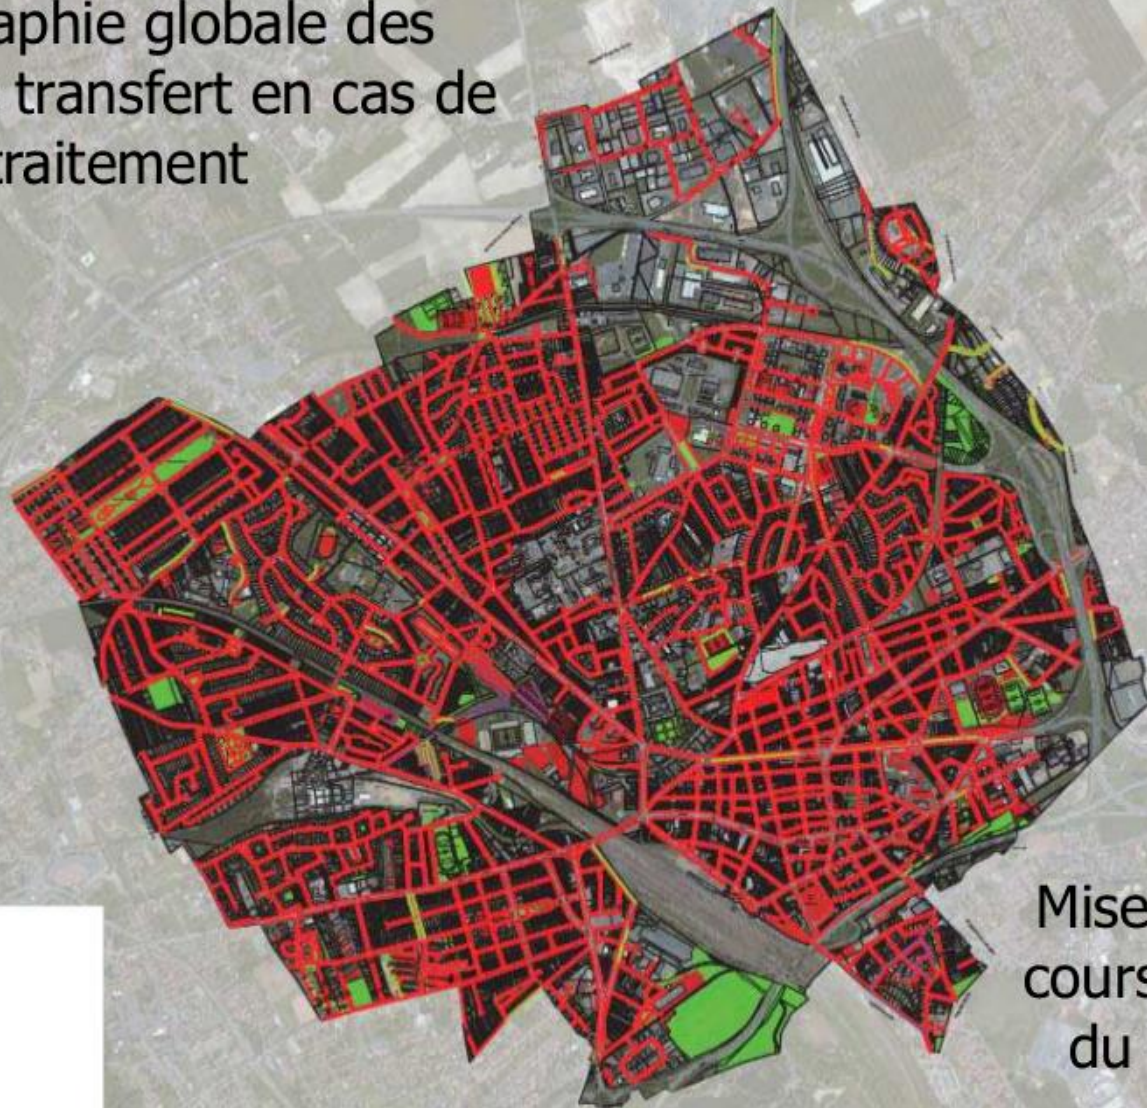 aphie globale des
transfert en cas de
traitement
Mise
cours
du